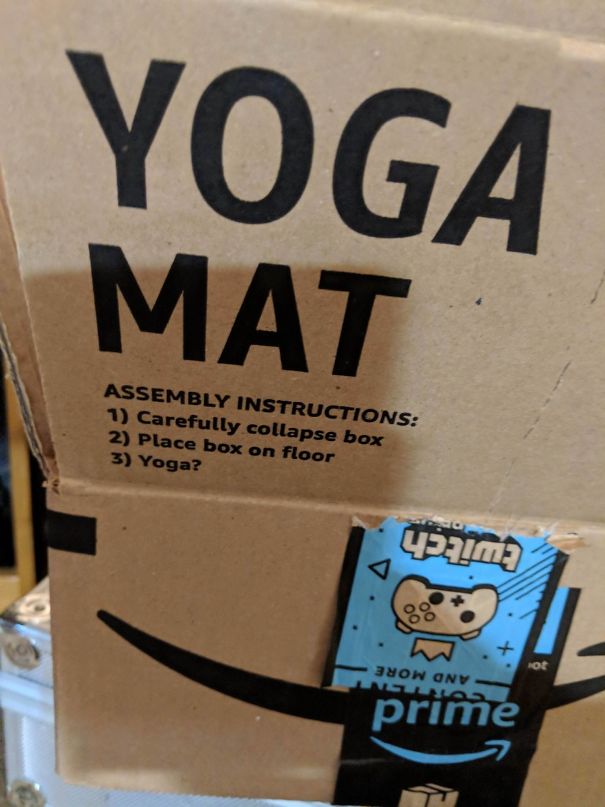 YOGA
MAT
ASSEMBLY INSTRUCTIONS:
1) Carefully collapse box
2) Place box on floor
3) Yoga?
twitch
AND MORE
prime